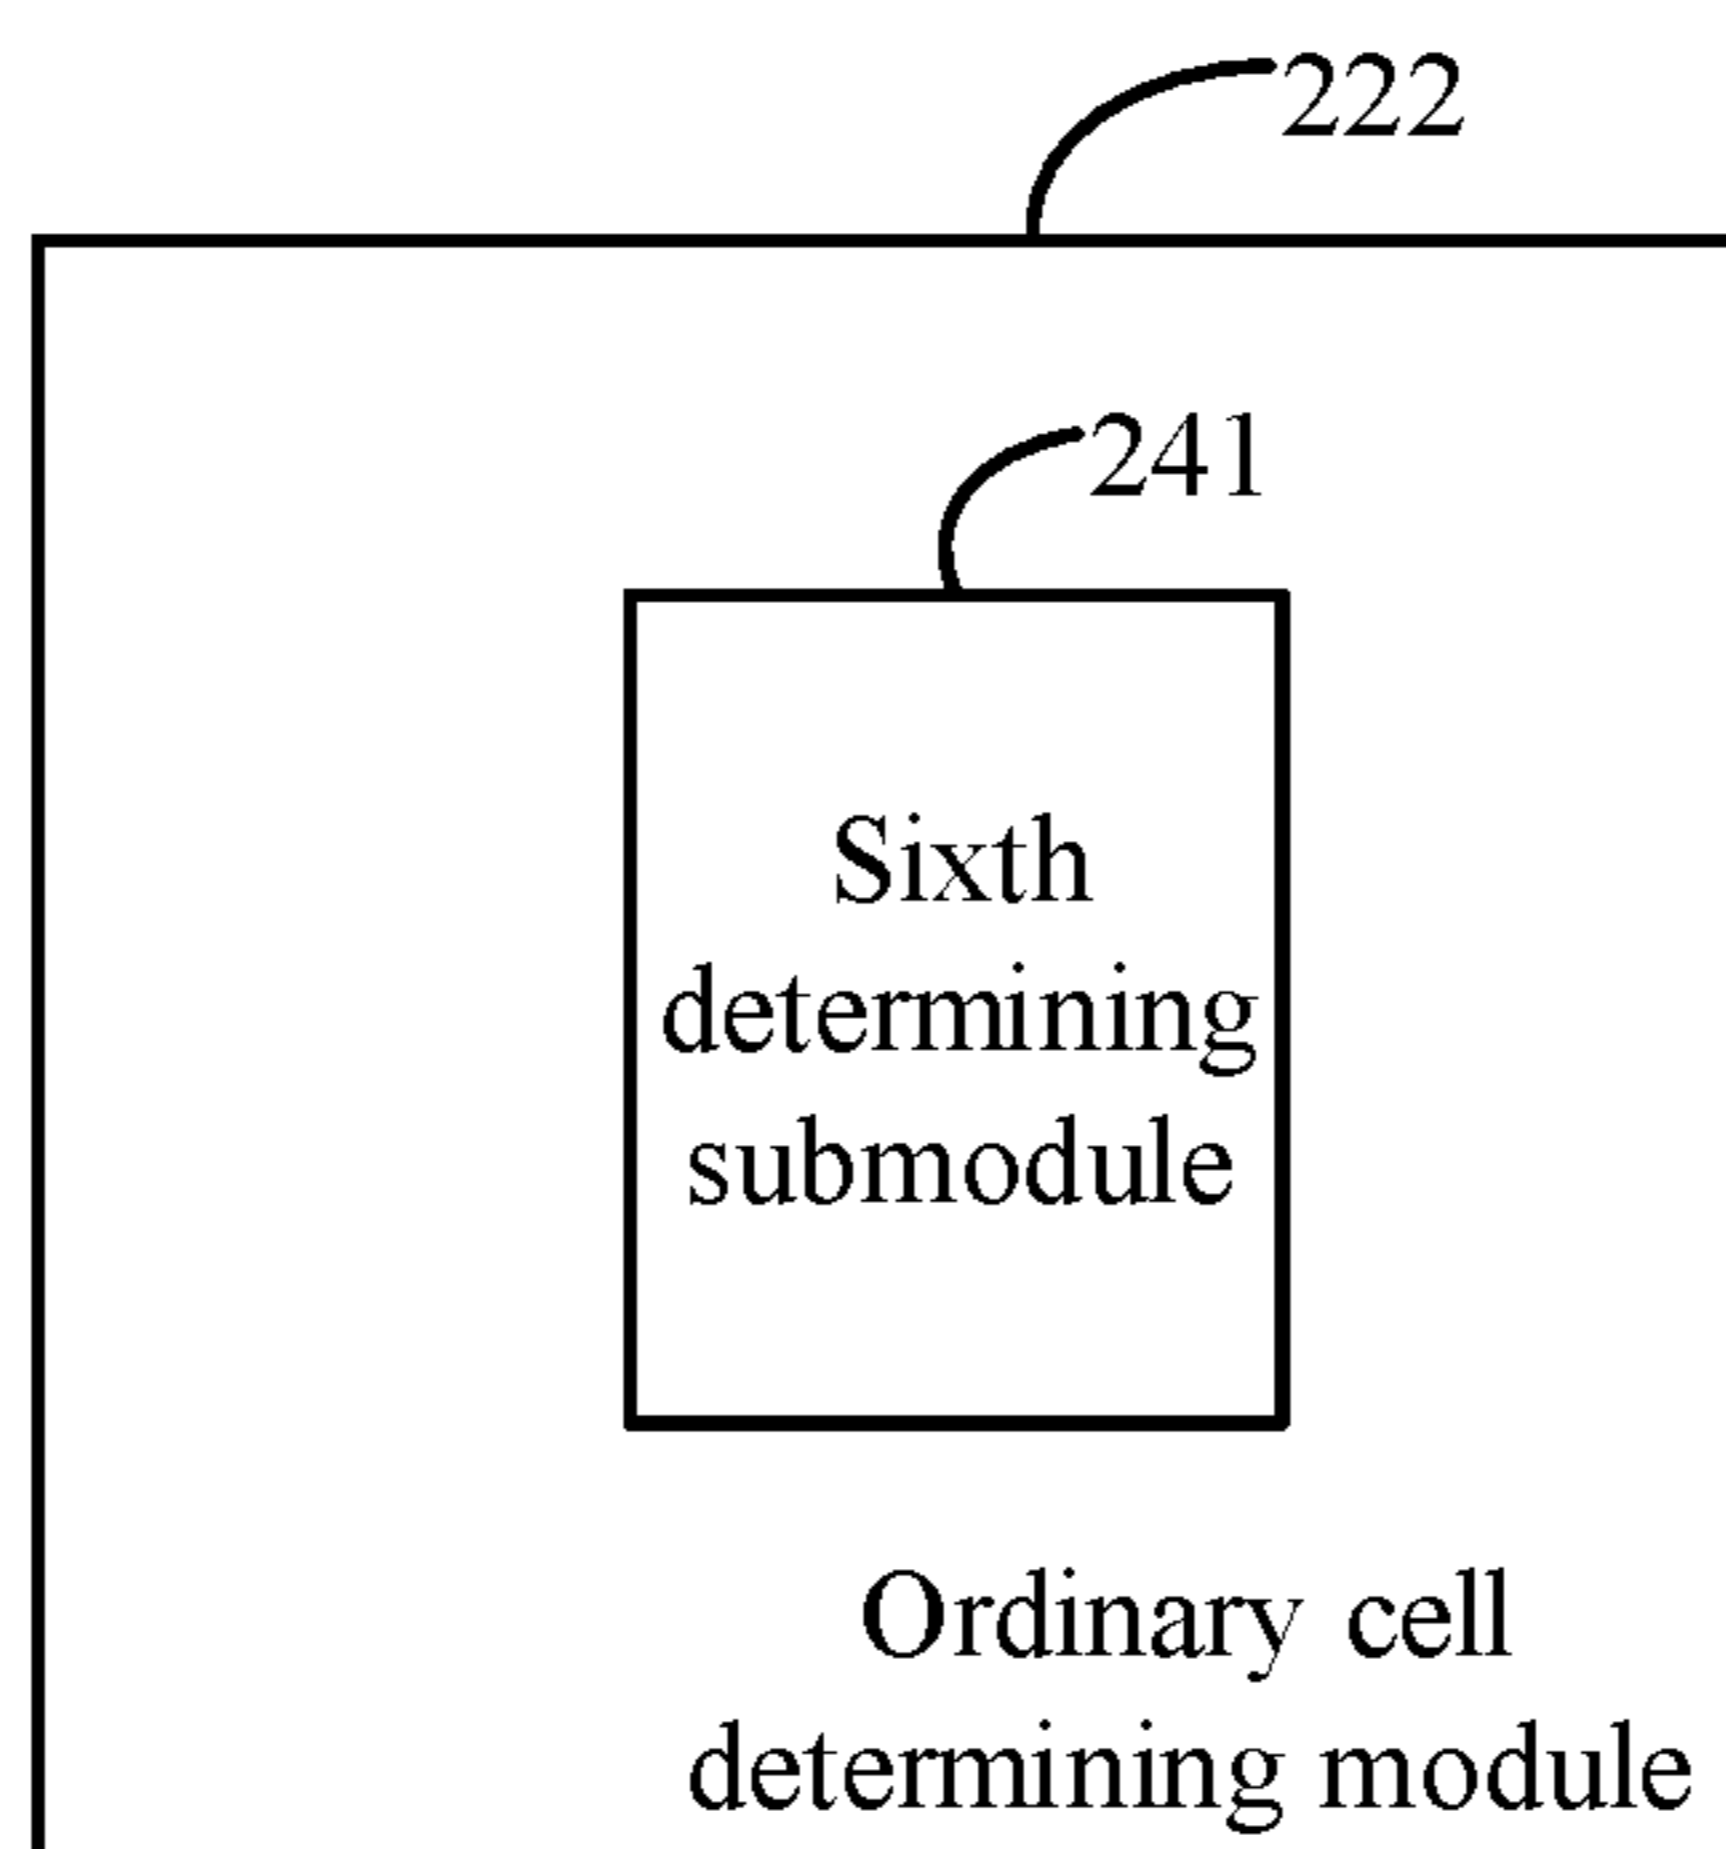 222
241
Sixth
determining
submodule
Ordinary cell
determining module